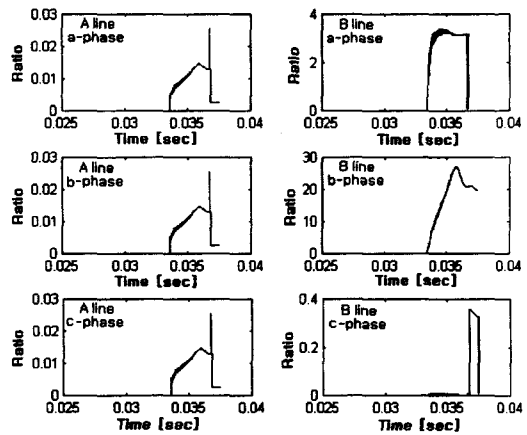 0.03
A line
a-phase
0.02
Ratio
0.01
0
0.025
0.03
0.035
0.04
Time [sec]
4
B line
a-phase
Ratio
2
0
0.025
0.03
0.035
0.04
Time [sec]
0.03
A line
b-phase
0.02
Ratio
0.01
0
0.025
0.03
0.035
0.04
Time [sec]
30
B line
b-phase
20
Ratio
10
0
0.025
0.03
0.035
0.04
Time [sec]
0.03
A line
c-phase
0.02
Ratio
0.01
0
0.025
0.03
0.035
0.04
Time [sec]
0.4
B line
c-phase
Ratio
0.2
0
0.025
0.03
0.035
0.04
Time [sec]